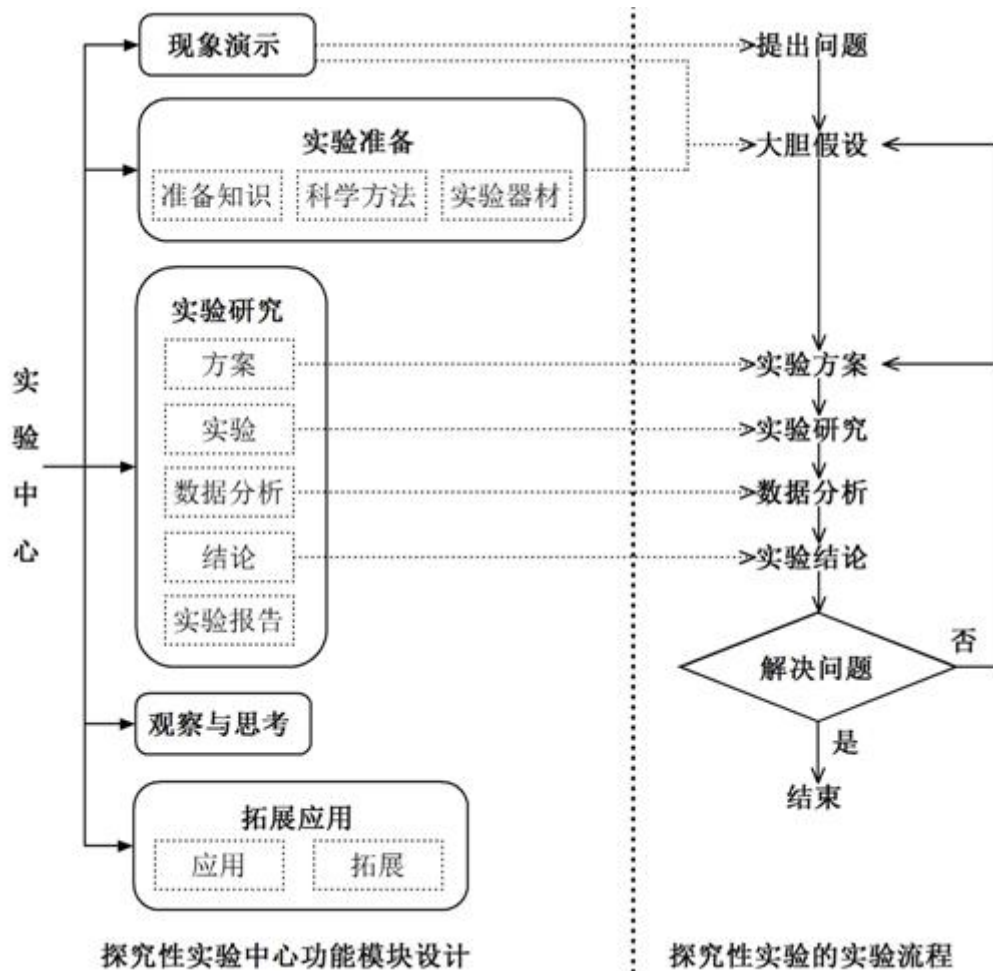 现象演示
实验准备
准备知识 科学方法 实验器材
实验研究
方案
实验
数据分析
结论
实验报告
实验中心
观察与思考
拓展应用
应用 拓展
探究性实验中心功能模块设计
提出问题
大胆假设
实验方案
实验研究
数据分析
实验结论
解决问题
否
是
结束
探究性实验的实验流程